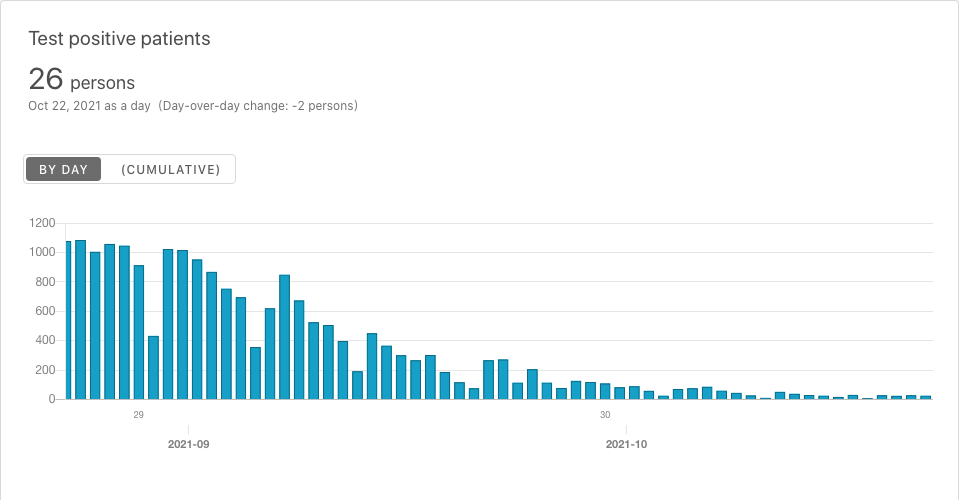 Test positive patients
26 persons
Oct 22, 2021 as a day (Day-over-day change: -2 persons)
BY DAY (CUMULATIVE)
1200
1000
800
600
400
200
0
29 30
2021-09 2021-10